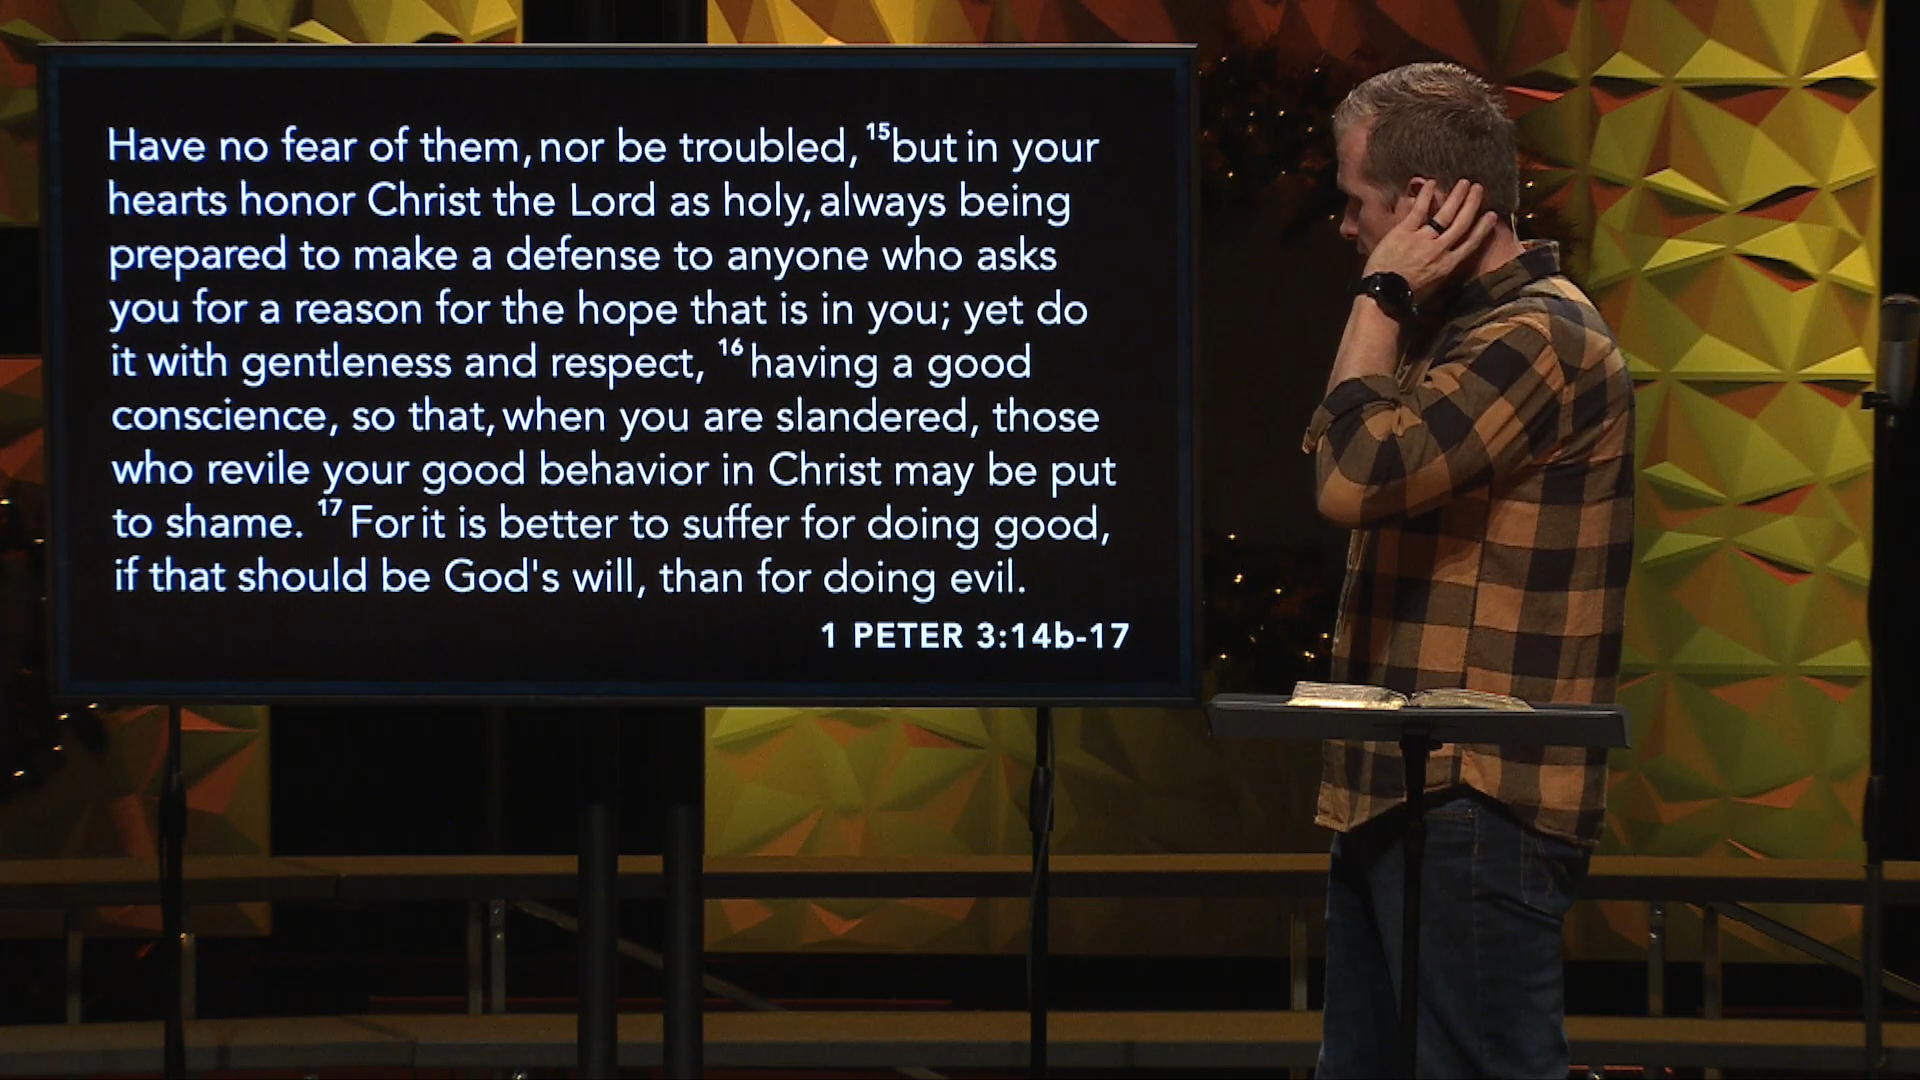 Have no fear of them, nor be troubled, 15but in your
hearts honor Christ the Lord as holy, always being
prepared to make a defense to anyone who asks
you for a reason for the hope that is in you; yet do
it with gentleness and respect, 16having a good
conscience, so that, when you are slandered, those
who revile your good behavior in Christ may be put
to shame. 17For it is better to suffer for doing good,
if that should be God's will, than for doing evil.
1 PETER 3:14b-17